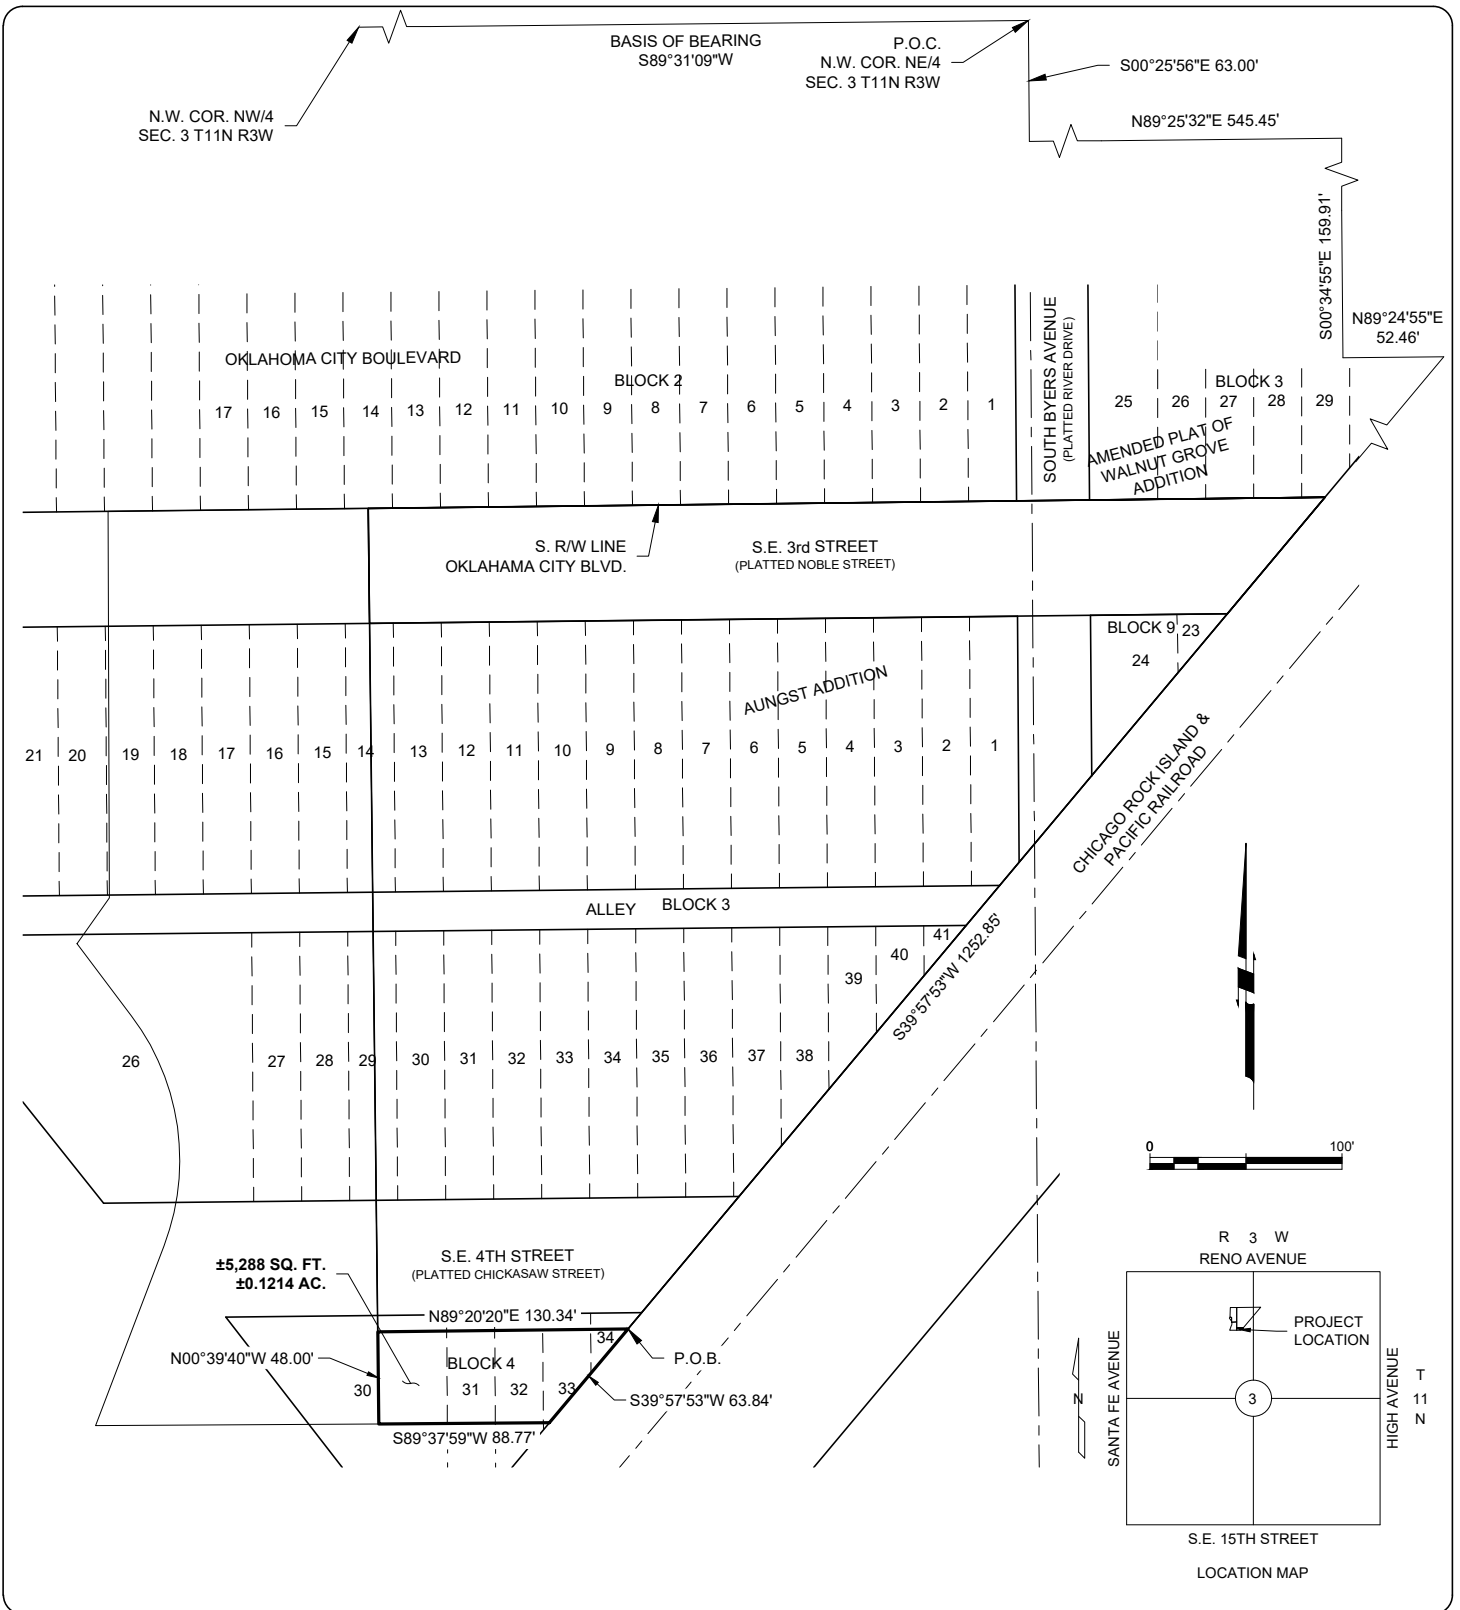 BASIS OF BEARING
S89°31'09"W
P.O.C.
N.W. COR. NE/4
SEC. 3 T11N R3W
S00°25'56"E 63.00'
N.W. COR. NW/4
SEC. 3 T11N R3W
N89°25'32"E 545.45'
S00°34'55"E 159.91'
N89°24'55"E
52.46'
OKLAHOMA CITY BOULEVARD
BLOCK 2
17 16 15 14 13 12 11 10 9 8 7 6 5 4 3 2 1
SOUTH BYERS AVENUE
(PLATTED RIVER DRIVE)
BLOCK 3
25 26 27 28 29
AMENDED PLAT OF
WALNUT GROVE
ADDITION
S. R/W LINE
OKLAHAMA CITY BLVD.
S.E. 3rd STREET
(PLATTED NOBLE STREET)
BLOCK 9
23
24
AUNGST ADDITION
21 20 19 18 17 16 15 14 13 12 11 10 9 8 7 6 5 4 3 2 1
CHICAGO ROCK ISLAND &
PACIFIC RAILROAD
ALLEY
BLOCK 3
S39°57'53"W 1252.85'
41
40
39
26 27 28 29 30 31 32 33 34 35 36 37 38
0 100'
S.E. 4TH STREET
(PLATTED CHICKASAW STREET)
±5,288 SQ. FT.
±0.1214 AC.
N89°20'20"E 130.34'
34
N00°39'40"W 48.00'
BLOCK 4
P.O.B.
30 31 32 33
S39°57'53"W 63.84'
S89°37'59"W 88.77'
R 3 W
RENO AVENUE
PROJECT
LOCATION
SANTA FE AVENUE
N
3
HIGH AVENUE
T
11
N
S.E. 15TH STREET
LOCATION MAP